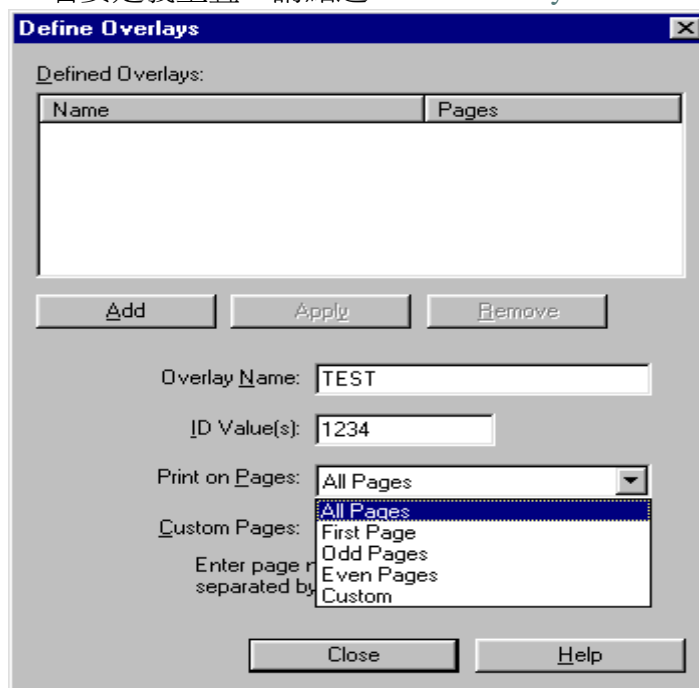 Define Overlays
Defined Overlays:
Name Pages
Add Apply Remove
Overlay Name: TEST
ID Value(s): 1234
Print on Pages: All Pages
All Pages
Custom Pages: First Page
Odd Pages
Enter page Even Pages
separated by Custom
Close Help